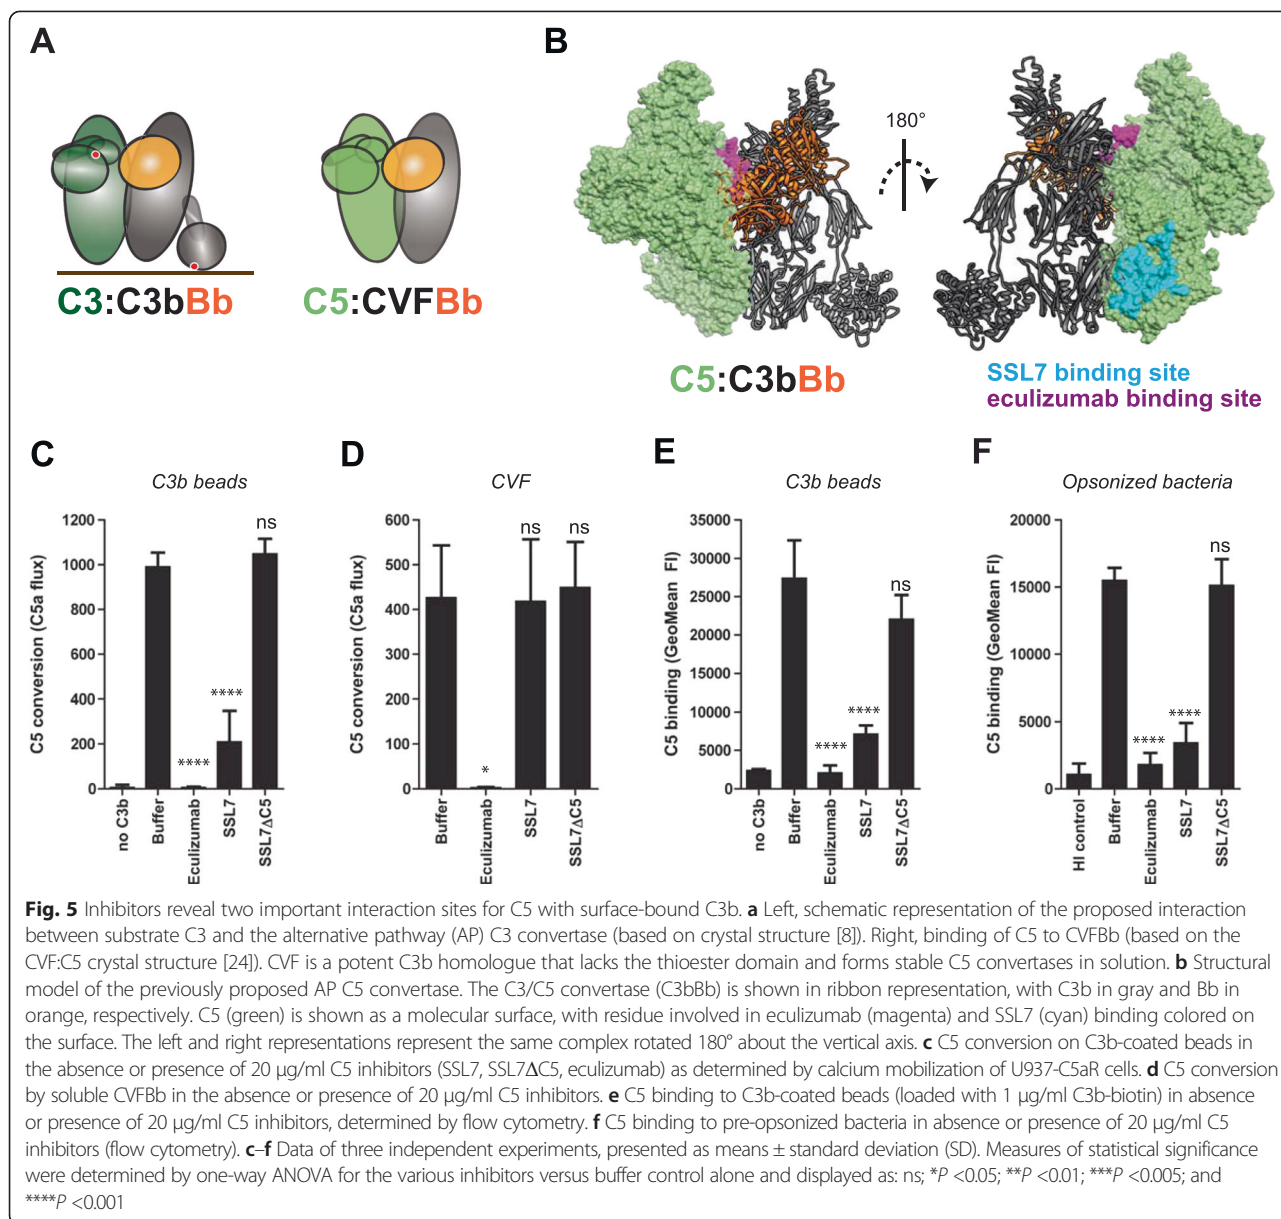 A
B
C3:C3bBb
C5:CVFBb
180°
C5:C3bBb
SSL7 binding site
eculizumab binding site
C
C3b beads
C5 conversion (C5a flux)
1200
1000
800
600
400
200
0
****
****
ns
no C3b
Buffer
Eculizumab
SSL7
SSL7ΔC5
D
CVF
C5 conversion (C5a flux)
600
500
400
300
200
100
0
*
ns
ns
Buffer
Eculizumab
SSL7
SSL7ΔC5
E
C3b beads
C5 binding (GeoMean FI)
35000
30000
25000
20000
15000
10000
5000
0
****
****
ns
no C3b
Buffer
Eculizumab
SSL7
SSL7ΔC5
F
Opsonized bacteria
C5 binding (GeoMean FI)
20000
15000
10000
5000
0
****
****
ns
HI control
Buffer
Eculizumab
SSL7
SSL7ΔC5
Fig. 5 Inhibitors reveal two important interaction sites for C5 with surface-bound C3b. a Left, schematic representation of the proposed interaction
between substrate C3 and the alternative pathway (AP) C3 convertase (based on crystal structure [8]). Right, binding of C5 to CVFBb (based on the
CVF:C5 crystal structure [24]). CVF is a potent C3b homologue that lacks the thioester domain and forms stable C5 convertases in solution. b Structural
model of the previously proposed AP C5 convertase. The C3/C5 convertase (C3bBb) is shown in ribbon representation, with C3b in gray and Bb in
orange, respectively. C5 (green) is shown as a molecular surface, with residue involved in eculizumab (magenta) and SSL7 (cyan) binding colored on
the surface. The left and right representations represent the same complex rotated 180° about the vertical axis. c C5 conversion on C3b-coated beads in
the absence or presence of 20 μg/ml C5 inhibitors (SSL7, SSL7ΔC5, eculizumab) as determined by calcium mobilization of U937-C5aR cells. d C5 conversion
by soluble CVFBb in the absence or presence of 20 μg/ml C5 inhibitors. e C5 binding to C3b-coated beads (loaded with 1 μg/ml C3b-biotin) in absence
or presence of 20 μg/ml C5 inhibitors, determined by flow cytometry. f C5 binding to pre-opsonized bacteria in absence or presence of 20 μg/ml C5
inhibitors (flow cytometry). c–f Data of three independent experiments, presented as means ± standard deviation (SD). Measures of statistical significance
were determined by one-way ANOVA for the various inhibitors versus buffer control alone and displayed as: ns; *P <0.05; **P <0.01; ***P <0.005; and
****P <0.001